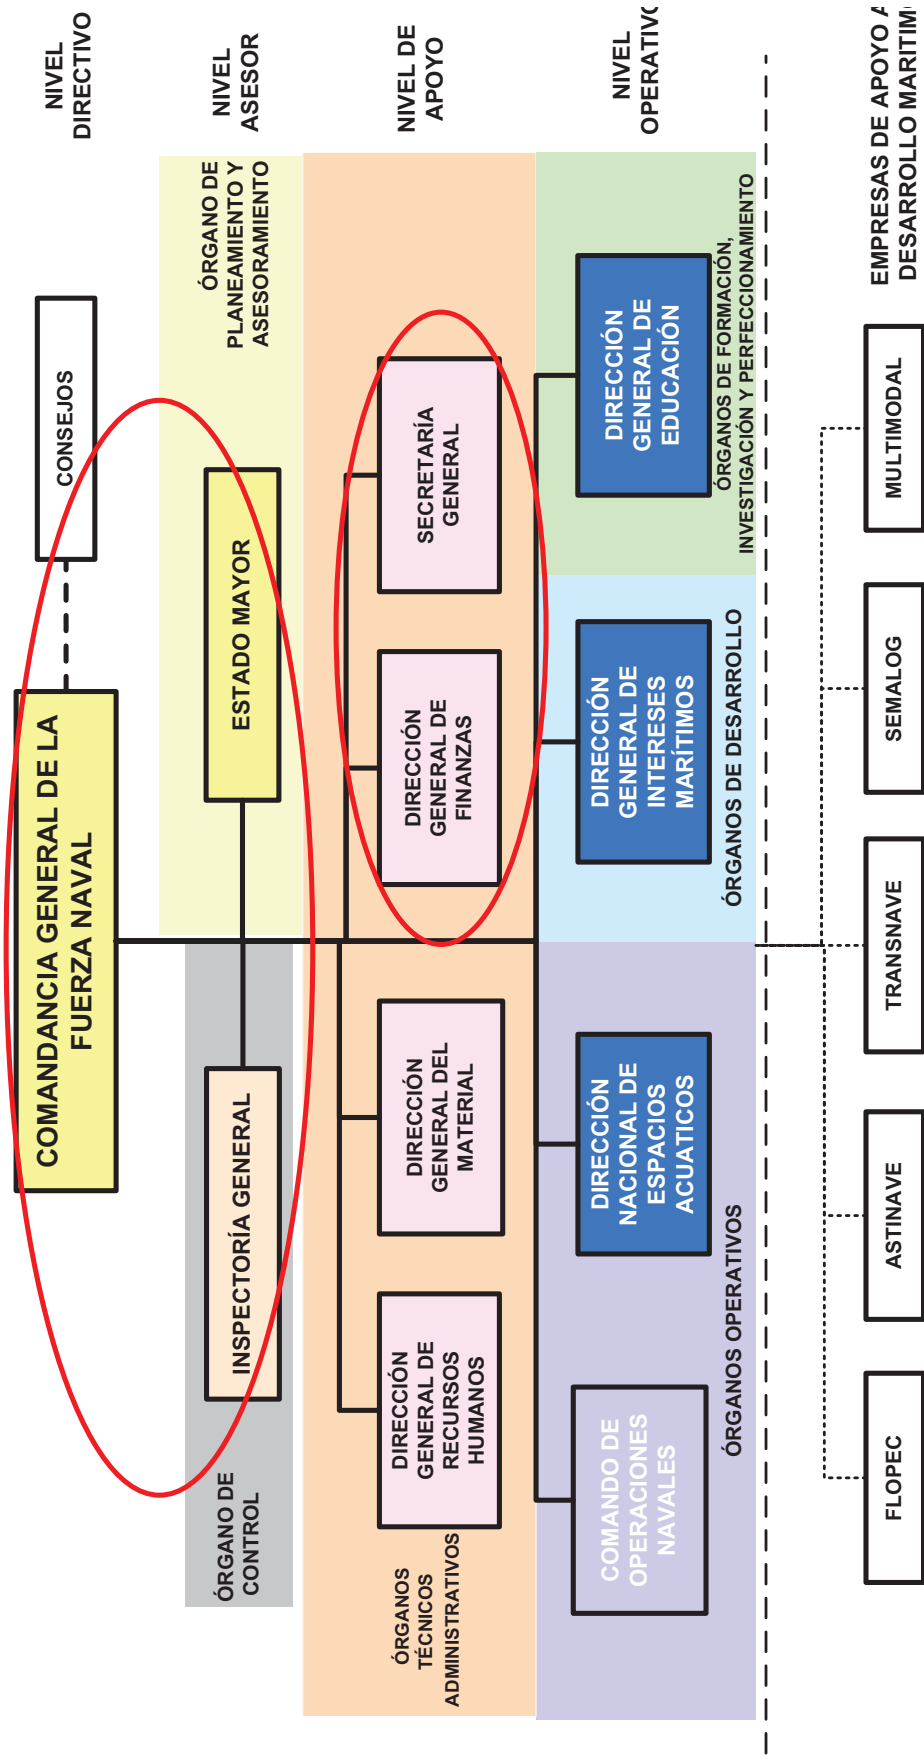 COMANDANCIA GENERAL DE LA
FUERZA NAVAL
CONSEJOS
NIVEL
DIRECTIVO
ÓRGANO DE
CONTROL
INSPECTORÍA GENERAL
ESTADO MAYOR
ÓRGANO DE
PLANEAMIENTO Y
ASESORAMIENTO
NIVEL
ASESOR
ÓRGANOS
TÉCNICOS
ADMINISTRATIVOS
DIRECCIÓN
GENERAL DE
RECURSOS
HUMANOS
DIRECCIÓN
GENERAL DEL
MATERIAL
DIRECCIÓN
GENERAL DE
FINANZAS
SECRETARÍA
GENERAL
NIVEL DE
APOYO
COMANDO DE
OPERACIONES
NAVALES
DIRECCIÓN
NACIONAL DE
ESPACIOS
ACUATICOS
ÓRGANOS OPERATIVOS
DIRECCIÓN
GENERAL DE
INTERESES
MARÍTIMOS
ÓRGANOS DE DESARROLLO
DIRECCIÓN
GENERAL DE
EDUCACIÓN
ÓRGANOS DE FORMACIÓN,
INVESTIGACIÓN Y PERFECCIONAMIENTO
NIVEL
OPERATIVO
FLOPEC
ASTINAVE
TRANSNAVE
SEMALOG
MULTIMODAL
EMPRESAS DE APOYO A
DESARROLLO MARITIMO